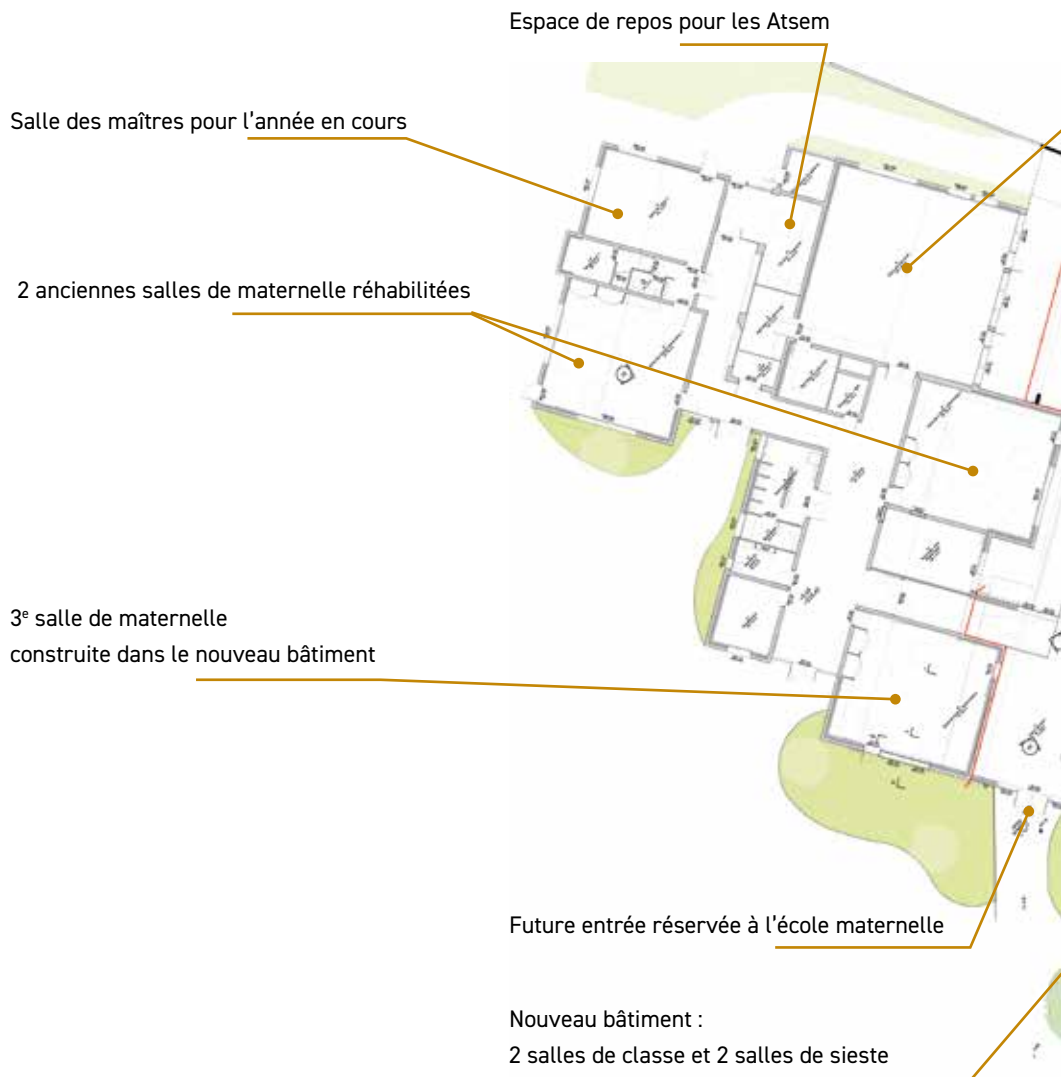 Espace de repos pour les Atsem
Salle des maîtres pour l'année en cours
2 anciennes salles de maternelle réhabilitées
3e salle de maternelle
construite dans le nouveau bâtiment
Future entrée réservée à l'école maternelle
Nouveau bâtiment :
2 salles de classe et 2 salles de sieste